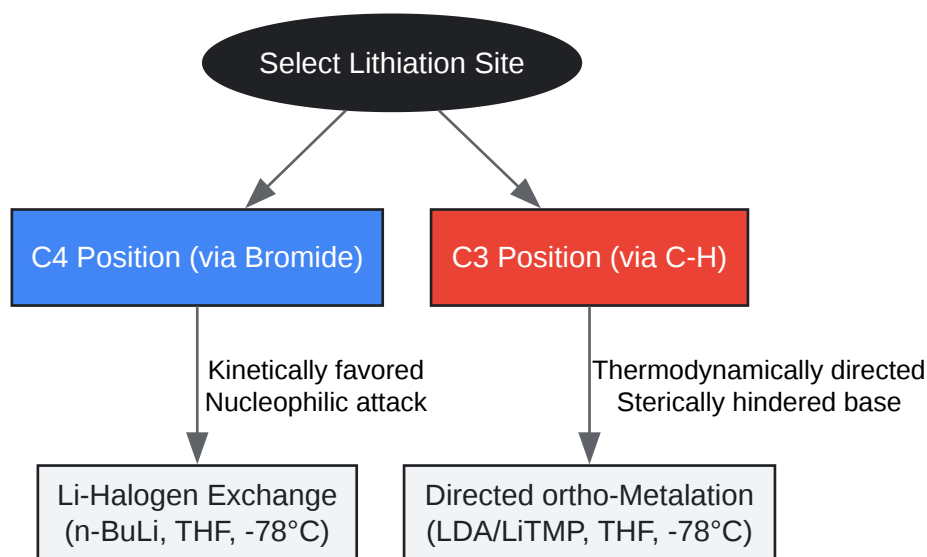 Select Lithiation Site
C4 Position (via Bromide)
C3 Position (via C-H)
Kinetically favored
Nucleophilic attack
Thermodynamically directed
Sterically hindered base
Li-Halogen Exchange
(n-BuLi, THF, -78°C)
Directed ortho-Metalation
(LDA/LiTMP, THF, -78°C)